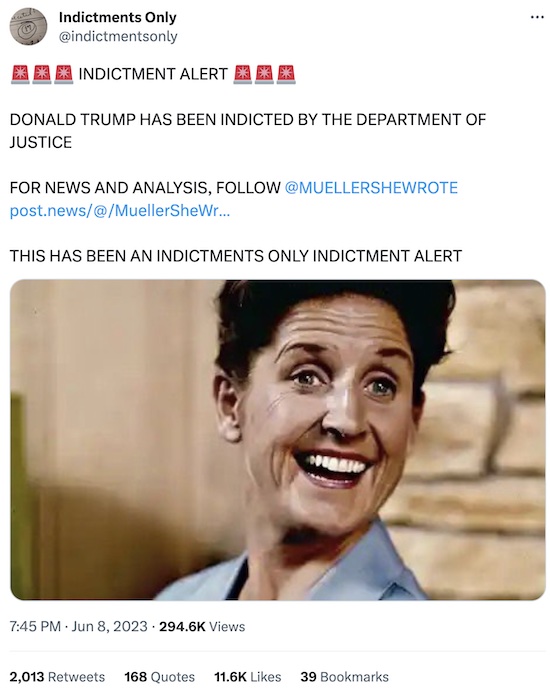 Indictments Only
@indictmentsonly
🚨🚨🚨 INDICTMENT ALERT 🚨🚨🚨
DONALD TRUMP HAS BEEN INDICTED BY THE DEPARTMENT OF
JUSTICE
FOR NEWS AND ANALYSIS, FOLLOW @MUELLERSHEWROTE
post.news/@/MuellerSheWr...
THIS HAS BEEN AN INDICTMENTS ONLY INDICTMENT ALERT
7:45 PM · Jun 8, 2023 · 294.6K Views
2,013 Retweets 168 Quotes 11.6K Likes 39 Bookmarks